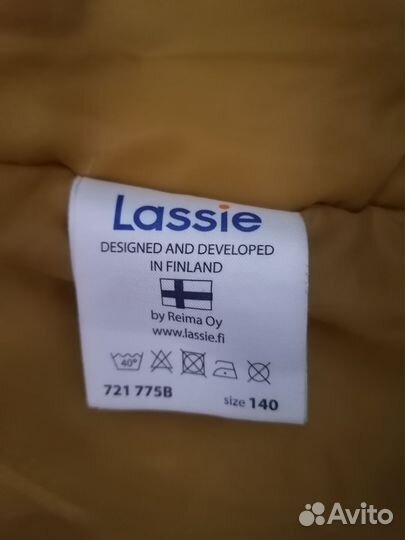 Lassie
DESIGNED AND DEVELOPED
IN FINLAND
by Reima Oy
www.lassie.fi
40°
721 775B size 140
Avito